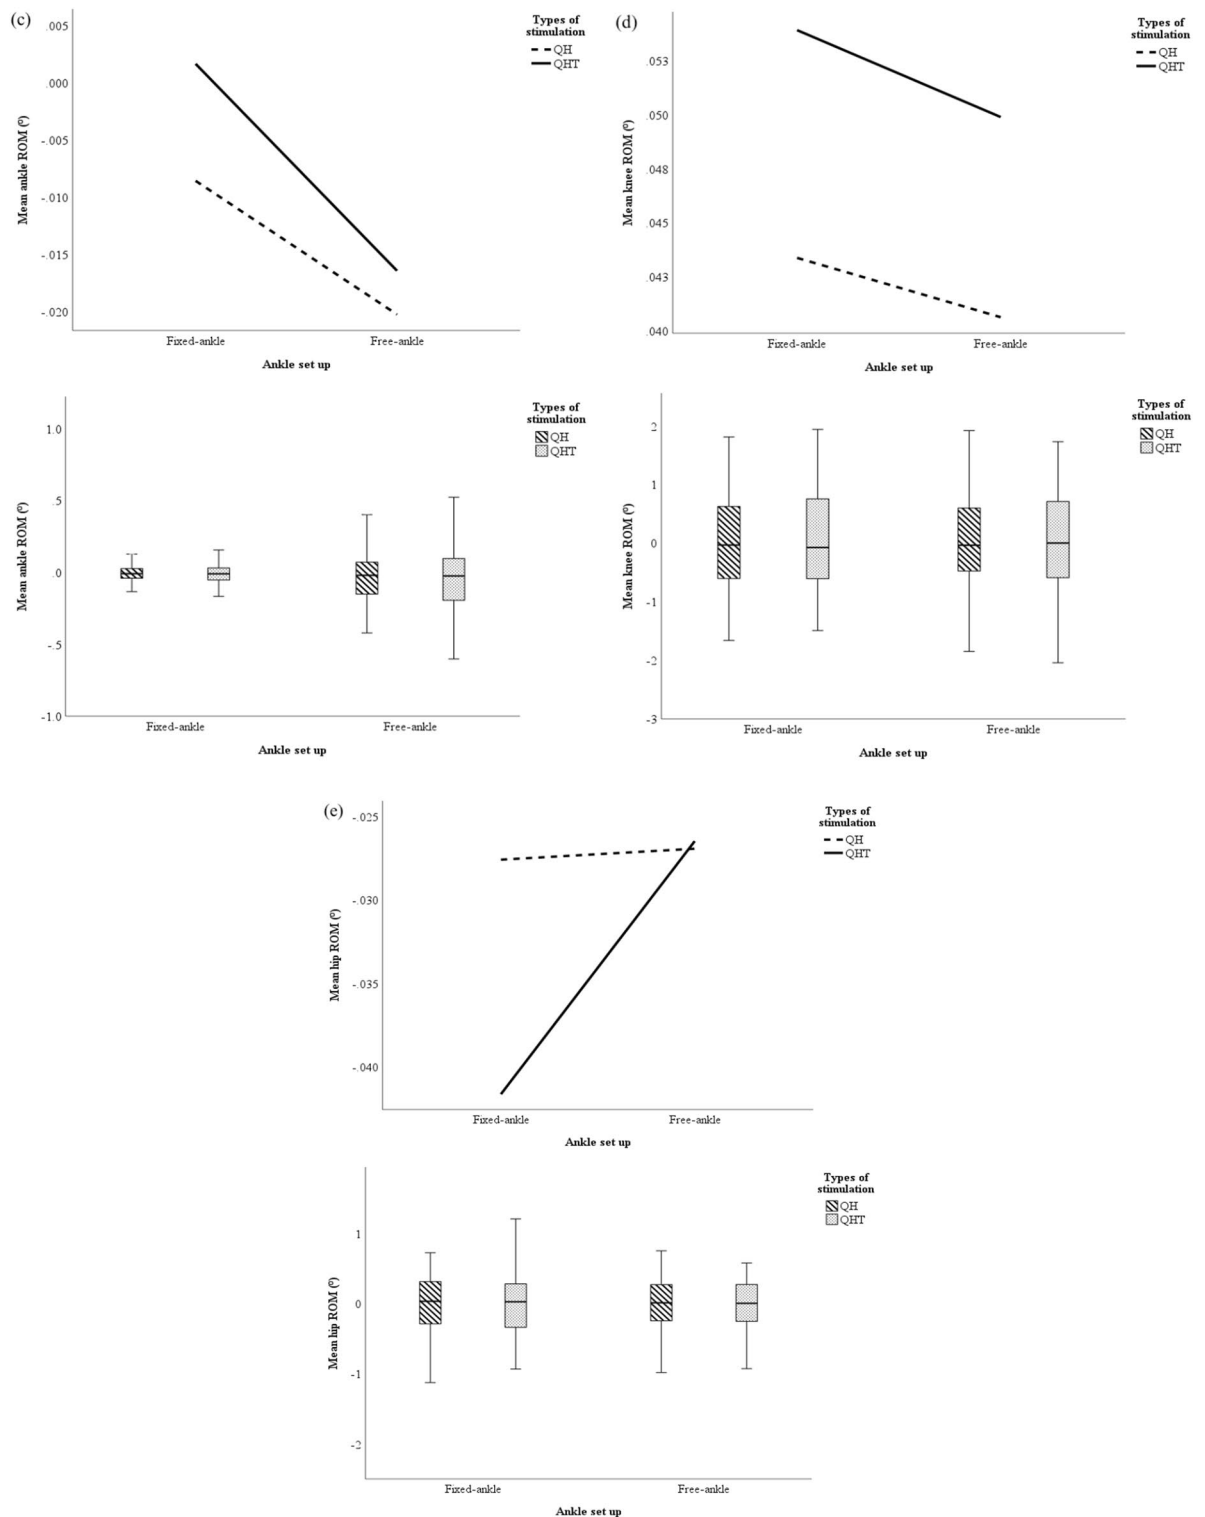 (c)
Types of
stimulation
QH
QHT
Mean ankle ROM (⁰)
.005
.000
-.005
-.010
-.015
-.020
Fixed-ankle
Free-ankle
Ankle set up
(d)
Types of
stimulation
QH
QHT
Mean knee ROM (⁰)
.053
.050
.048
.045
.043
.040
Fixed-ankle
Free-ankle
Ankle set up
Types of
stimulation
QH
QHT
Mean ankle ROM (⁰)
1.0
.5
.0
-.5
-1.0
Fixed-ankle
Free-ankle
Ankle set up
Types of
stimulation
QH
QHT
Mean knee ROM (⁰)
2
1
0
-1
-2
-3
Fixed-ankle
Free-ankle
Ankle set up
(e)
Types of
stimulation
QH
QHT
Mean hip ROM (⁰)
-.025
-.030
-.035
-.040
Fixed-ankle
Free-ankle
Ankle set up
Types of
stimulation
QH
QHT
Mean hip ROM (⁰)
1
0
-1
-2
Fixed-ankle
Free-ankle
Ankle set up